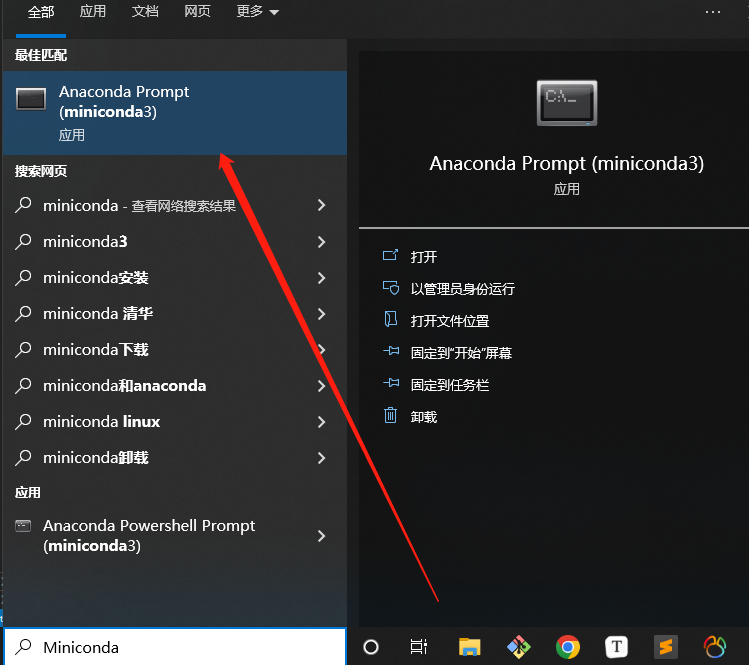 全部 应用 文档 网页 更多 ...
最佳匹配
Anaconda Prompt
(miniconda3)
应用
搜索网页
miniconda - 查看网络搜索结果
miniconda3
miniconda安装
miniconda 清华
miniconda下载
miniconda和anaconda
miniconda linux
miniconda卸载
应用
Anaconda Powershell Prompt
(miniconda3)
Miniconda
C:\_
Anaconda Prompt (miniconda3)
应用
打开
以管理员身份运行
打开文件位置
固定到"开始"屏幕
固定到任务栏
卸载
T